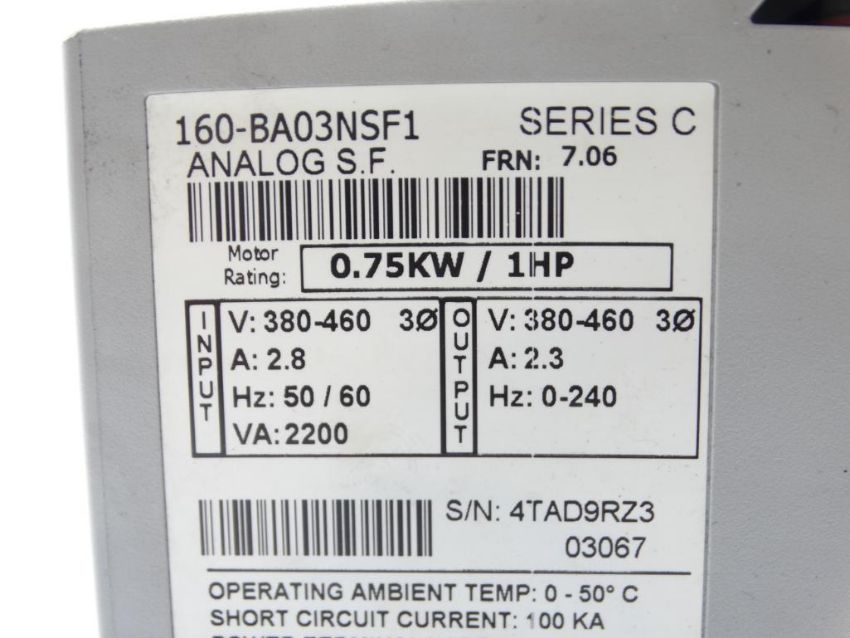 160-BA03NSF1 SERIES C
ANALOG S.F. FRN: 7.06
Motor Rating: 0.75KW / 1HP
INPUT
V: 380-460 3Ø
A: 2.8
Hz: 50 / 60
VA: 2200
OUTPUT
V: 380-460 3Ø
A: 2.3
Hz: 0-240
S/N: 4TAD9RZ3
03067
OPERATING AMBIENT TEMP: 0 - 50° C
SHORT CIRCUIT CURRENT: 100 KA